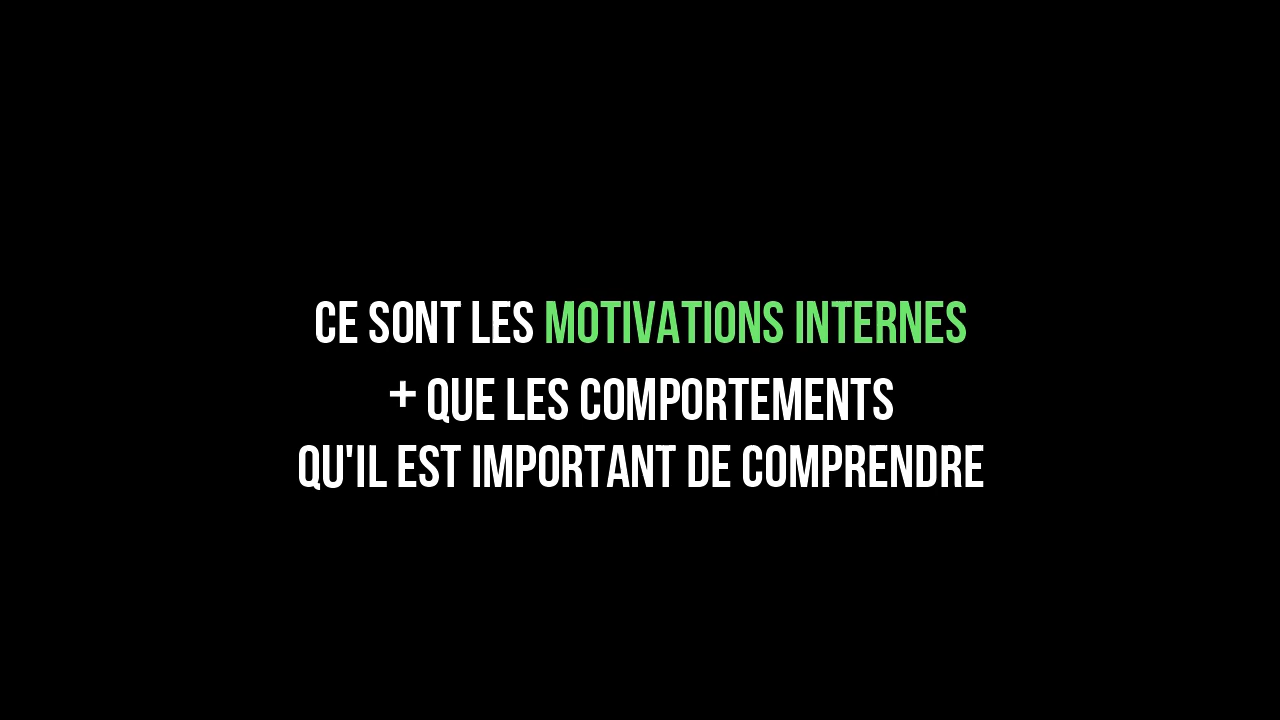 CE SONT LES MOTIVATIONS INTERNES
+ QUE LES COMPORTEMENTS
QU'IL EST IMPORTANT DE COMPRENDRE